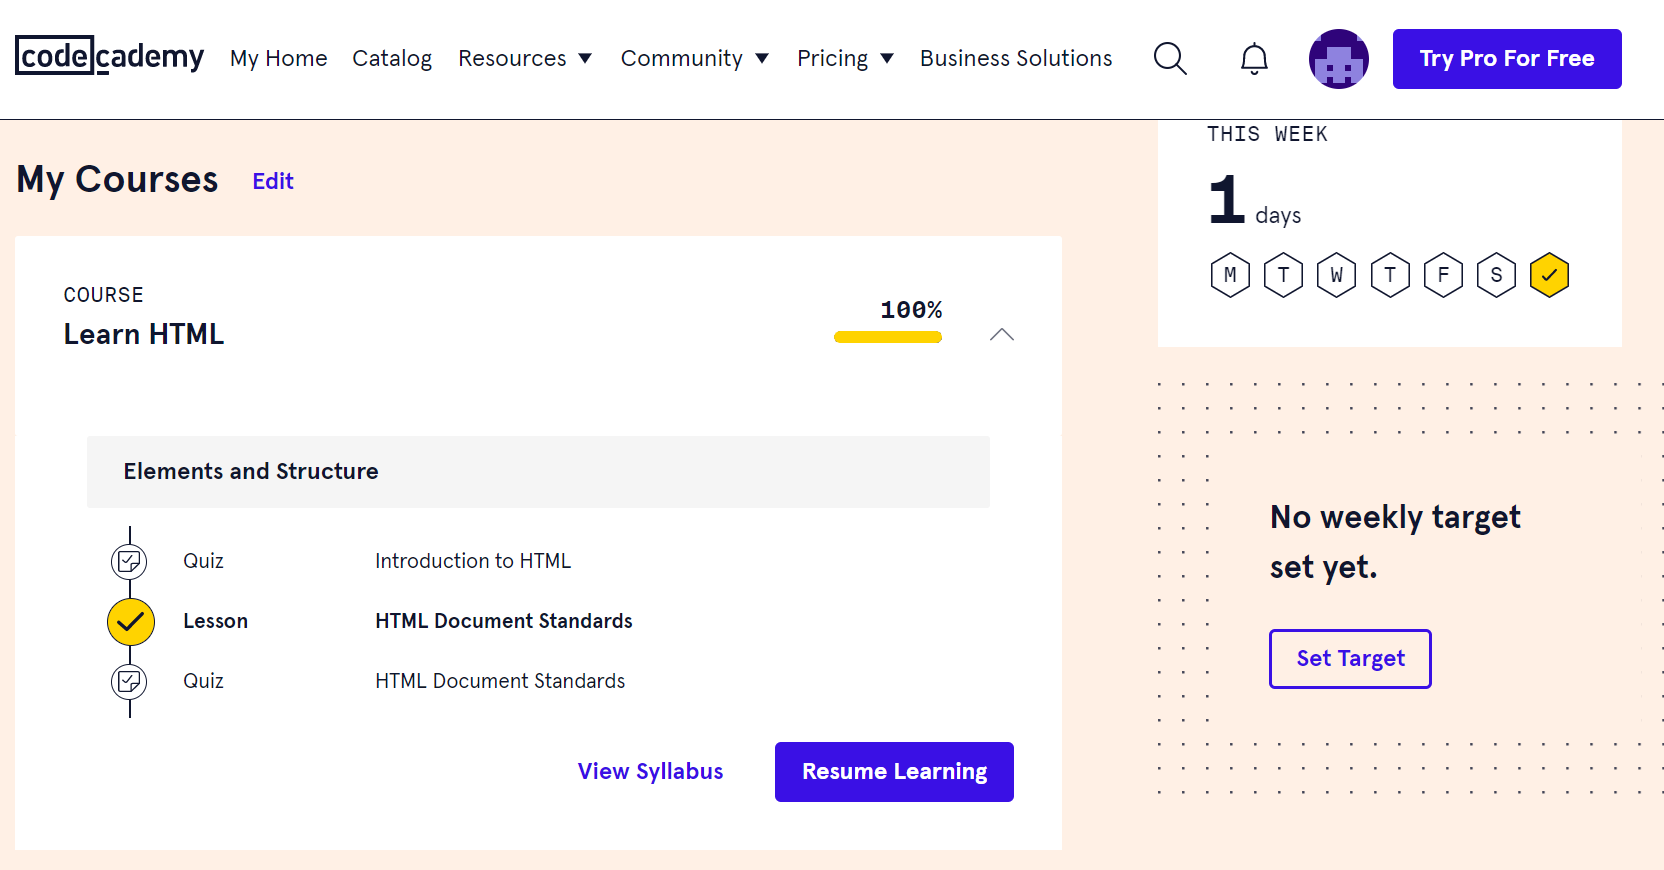 codecademy My Home Catalog Resources Community Pricing Business Solutions Try Pro For Free
My Courses Edit
COURSE
Learn HTML
100%
Elements and Structure
Quiz Introduction to HTML
Lesson HTML Document Standards
Quiz HTML Document Standards
View Syllabus Resume Learning
THIS WEEK
1 days
M T W T F S
No weekly target
set yet.
Set Target